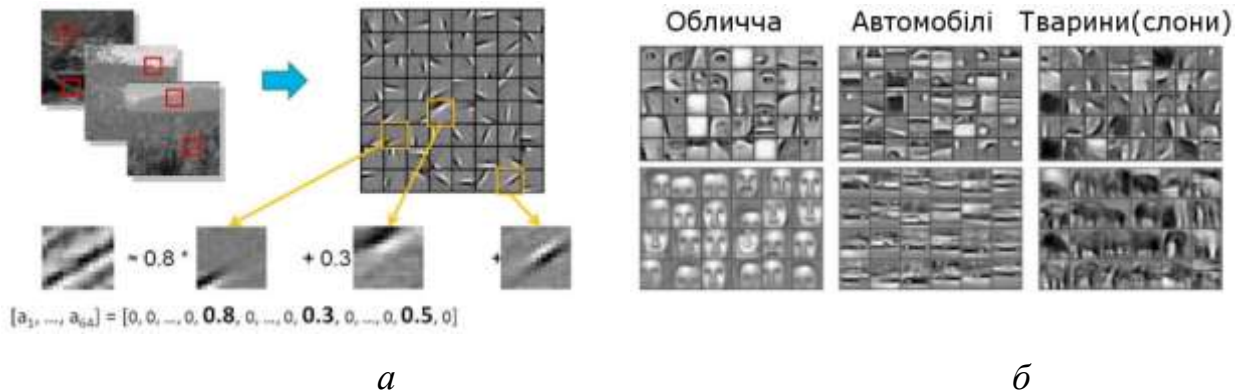 Обличча Автомобілі Тварини(слони)
≈ 0.8 * + 0.3 +
[a₁, ..., a₆₄] = [0, 0, ..., 0, 0.8, 0, ..., 0, 0.3, 0, ..., 0, 0.5, 0]
а б